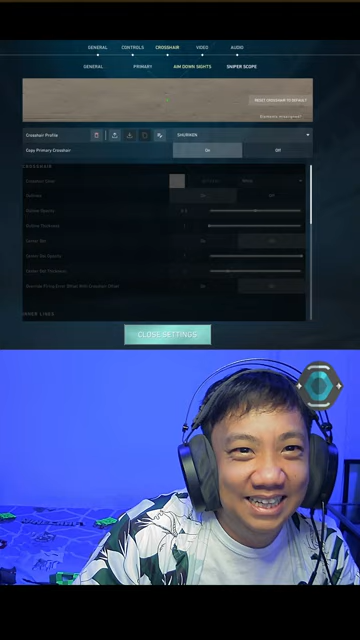 GENERAL CONTROLS CROSSHAIR VIDEO AUDIO
GENERAL PRIMARY AIM DOWN SIGHTS SNIPER SCOPE
RESET CROSSHAIR TO DEFAULT
Crosshair Profile
Copy Primary Crosshair On Off
CROSSHAIR
Crosshair Color
Outlines On Off
Outline Opacity
Outline Thickness
Center Dot On Off
Center Dot Opacity
Center Dot Thickness
Override Firing Error Offset With Crosshair Offset On Off
INNER LINES
CLOSE SETTINGS